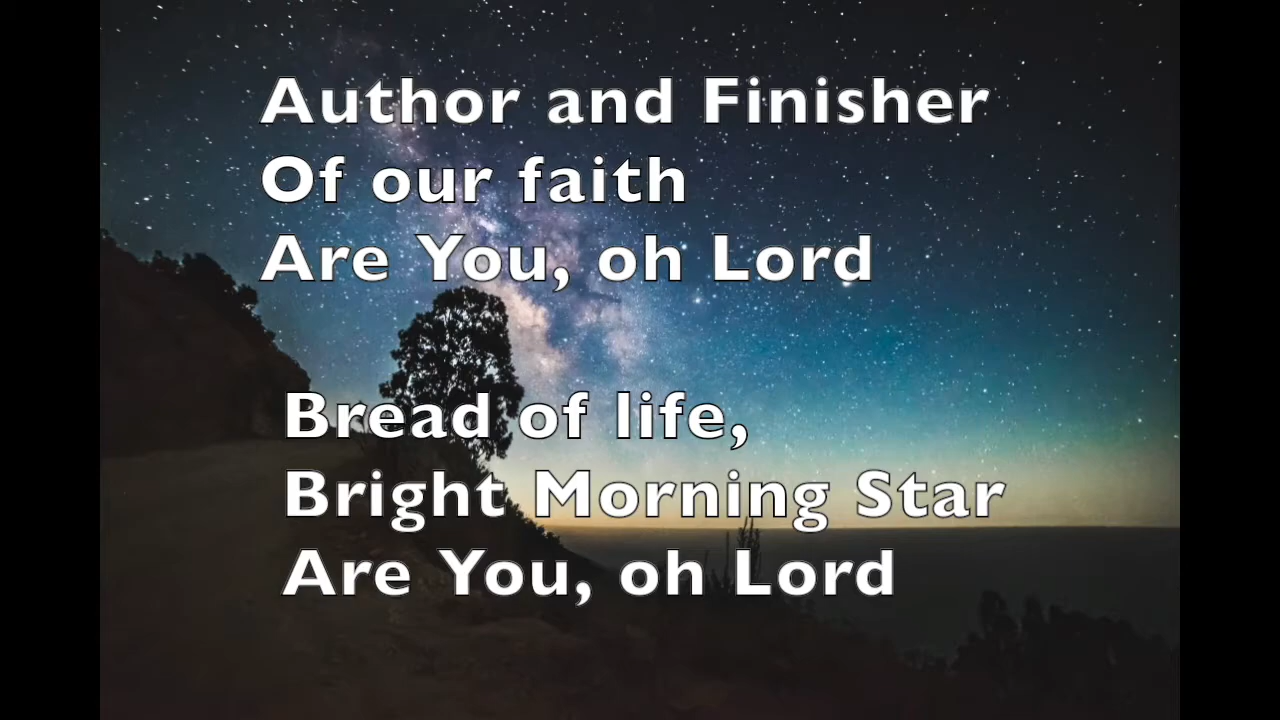 Author and Finisher
Of our faith
Are You, oh Lord
Bread of life,
Bright Morning Star
Are You, oh Lord